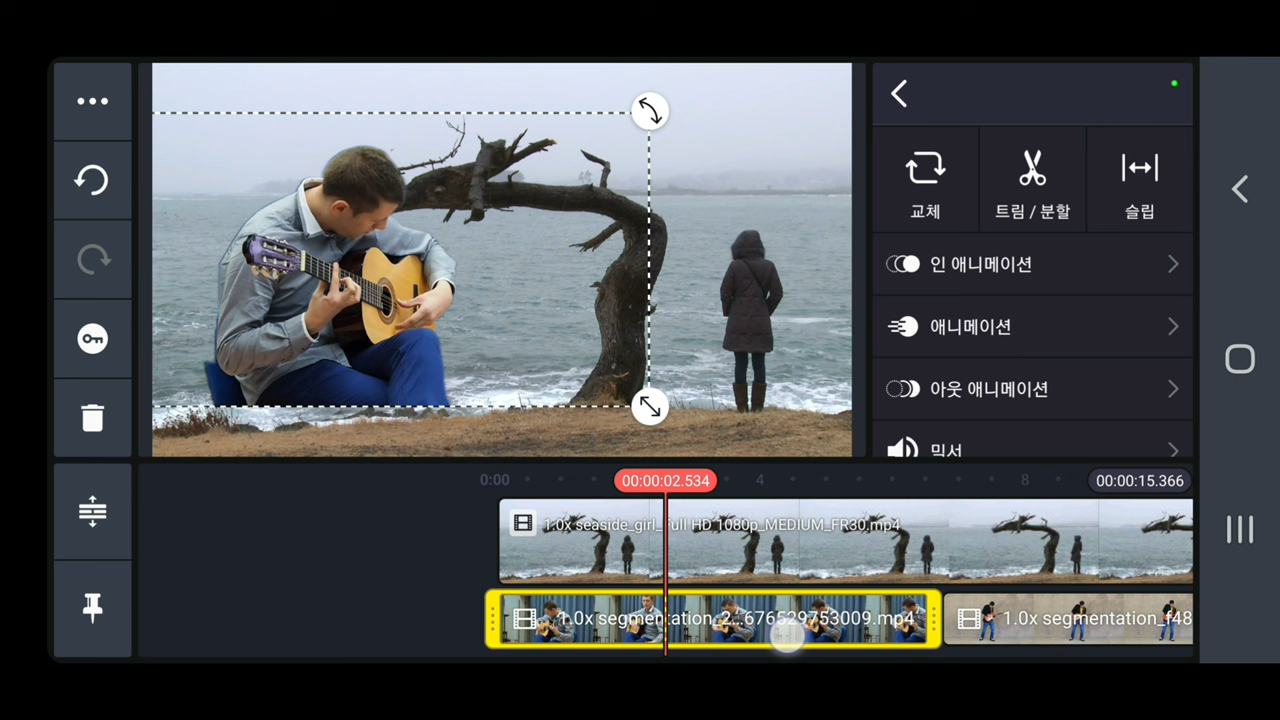 교체
트림 / 분할
슬립
인 애니메이션
애니메이션
아웃 애니메이션
믹서
0:00
00:00:02.534
4
8
00:00:15.366
1.0x seaside_girl_Full HD 1080p_MEDIUM_FR30.mp4
1.0x segmentation_2...676529753009.mp4
1.0x segmentation_f48